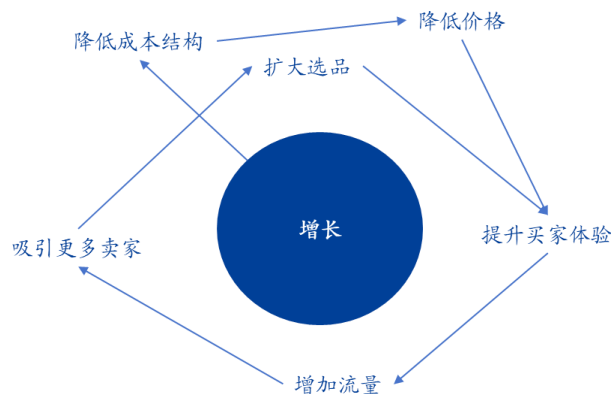 降低价格
降低成本结构
扩大选品
增长
提升买家体验
吸引更多卖家
增加流量